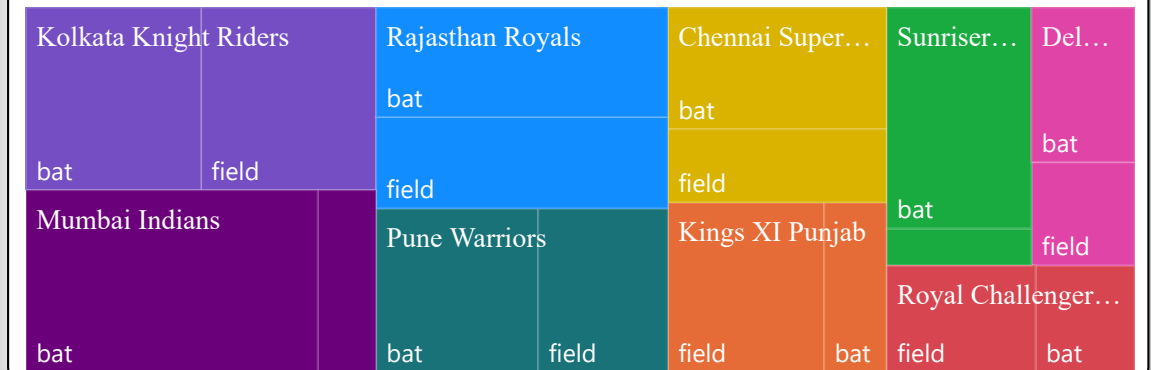 Kolkata Knight Riders
bat
field
Mumbai Indians
bat
Rajasthan Royals
bat
field
Pune Warriors
bat
field
Chennai Super…
bat
field
Kings XI Punjab
field
bat
Sunriser…
bat
Del…
bat
field
Royal Challenger…
field
bat